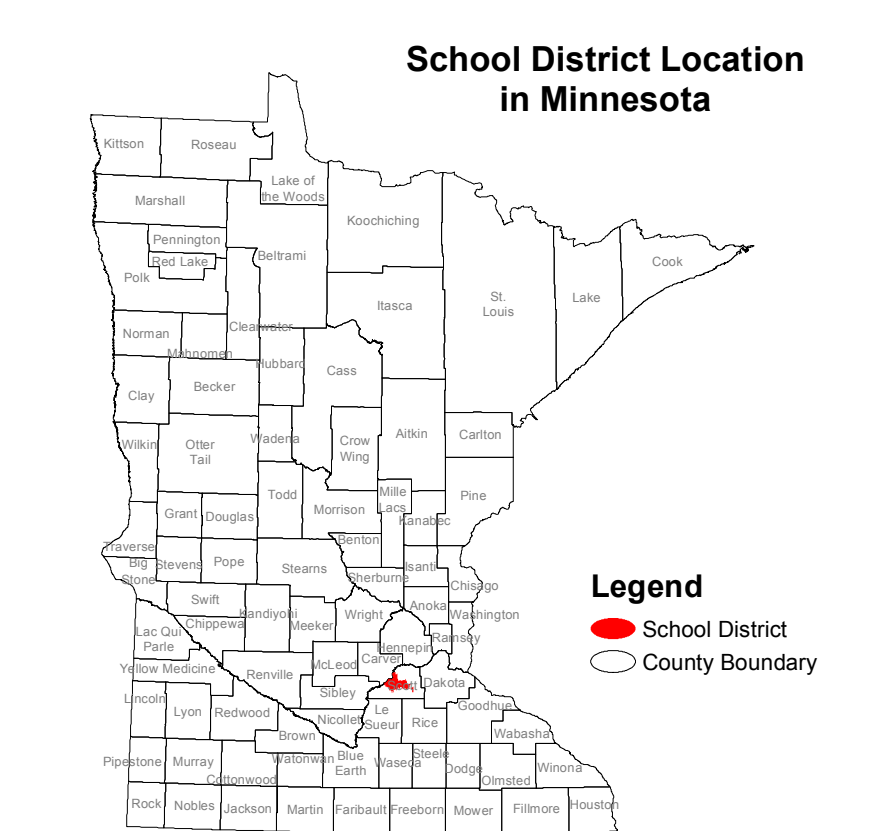 School District Location
in Minnesota
Kittson
Roseau
Lake of
the Woods
Marshall
Koochiching
Pennington
Red Lake
Beltrami
Polk
Cook
St.
Louis
Lake
Itasca
Norman
Clearwater
Mahnomen
Hubbard
Cass
Becker
Clay
Wilkin
Otter
Tail
Wadena
Crow
Wing
Aitkin
Carlton
Todd
Mille
Lacs
Pine
Grant
Douglas
Morrison
Kanabec
Traverse
Benton
Big
Stone
Stevens
Pope
Stearns
Isanti
Sherburne
Chisago
Swift
Kandiyohi
Anoka
Washington
Chippewa
Meeker
Wright
Lac Qui
Parle
Ramsey
Hennepin
Yellow Medicine
Renville
McLeod
Carver
Sibley
Dakota
Lincoln
Lyon
Redwood
Nicollet
Le
Sueur
Rice
Goodhue
Brown
Wabasha
Pipestone
Murray
Cottonwood
Watonwan
Blue
Earth
Waseca
Steele
Dodge
Olmsted
Winona
Rock
Nobles
Jackson
Martin
Faribault
Freeborn
Mower
Fillmore
Houston
Legend
School District
County Boundary